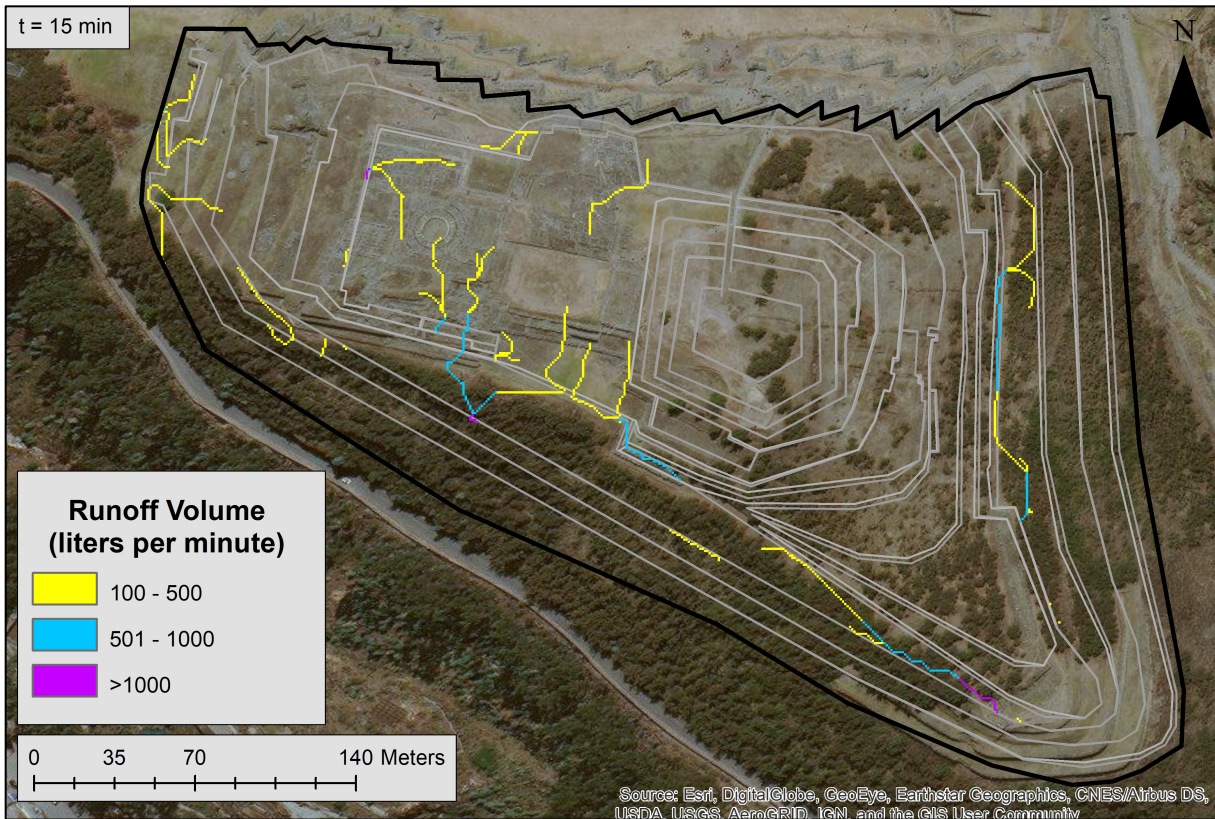 t = 15 min
N
Runoff Volume
(liters per minute)
100 - 500
501 - 1000
>1000
0 35 70 140 Meters
Source: Esri, DigitalGlobe, GeoEye, Earthstar Geographics, CNES/Airbus DS,
USDA, USGS, AeroGRID, IGN, and the GIS User Community